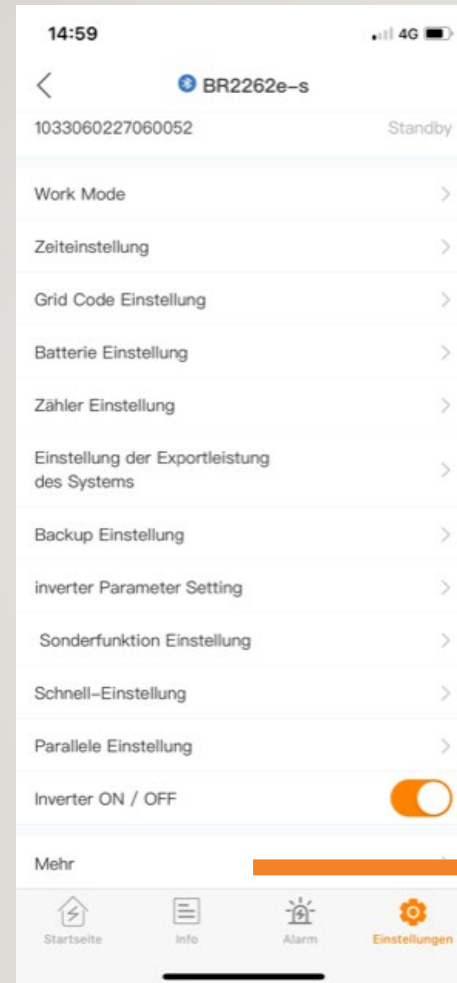 14:59
4G
BR2262e-s
1033060227060052 Standby
Work Mode
Zeiteinstellung
Grid Code Einstellung
Batterie Einstellung
Zähler Einstellung
Einstellung der Exportleistung
des Systems
Backup Einstellung
inverter Parameter Setting
Sonderfunktion Einstellung
Schnell-Einstellung
Parallele Einstellung
Inverter ON / OFF
Mehr
Startseite Info Alarm Einstellungen